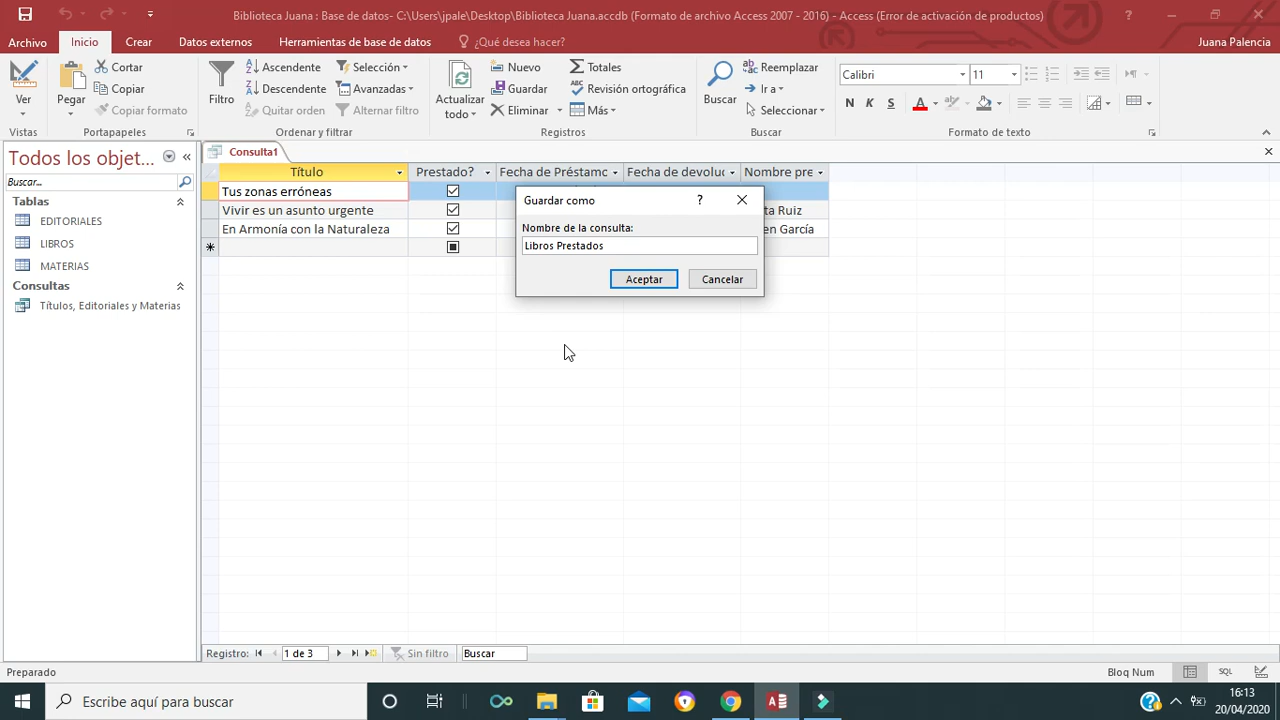 Biblioteca Juana : Base de datos- C:\Users\jpale\Desktop\Biblioteca Juana.accdb (Formato de archivo Access 2007 - 2016) - Access (Error de activación de productos)
?
Archivo Inicio Crear Datos externos Herramientas de base de datos ¿Qué desea hacer? Juana Palencia
Ver
Vistas
Pegar
Cortar
Copiar
Copiar formato
Portapapeles
Filtro
Ascendente
Descendente
Quitar orden
Selección
Avanzadas
Alternar filtro
Ordenar y filtrar
Actualizar
todo
Nuevo
Guardar
Eliminar
Totales
Revisión ortográfica
Más
Registros
Buscar
Reemplazar
Ir a
Seleccionar
Buscar
Calibri 11
N K S
Formato de texto
Todos los objet...
Buscar...
Tablas
EDITORIALES
LIBROS
MATERIAS
Consultas
Títulos, Editoriales y Materias
Consulta1
Título Prestado? Fecha de Préstamo Fecha de devoluc Nombre pre
Tus zonas erróneas
Vivir es un asunto urgente ta Ruiz
En Armonía con la Naturaleza en García
Guardar como ?
Nombre de la consulta:
Libros Prestados
Aceptar Cancelar
Registro: 1 de 3 Sin filtro Buscar
Preparado Bloq Num SQL
Escribe aquí para buscar
16:13
20/04/2020